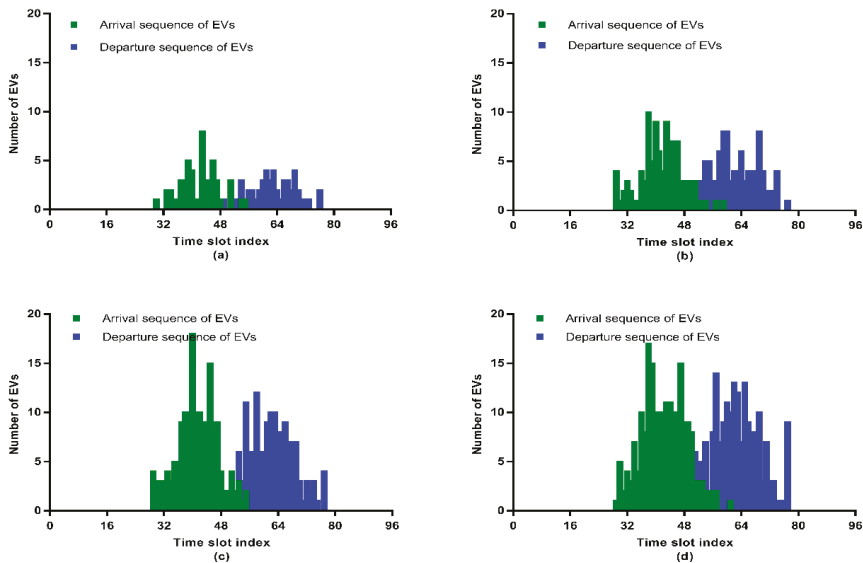 20
15
10
5
0
Number of EVs
Arrival sequence of EVs
Departure sequence of EVs
0 16 32 48 64 80 96
Time slot index
(a)
20
15
10
5
0
Number of EVs
Arrival sequence of EVs
Departure sequence of EVs
0 16 32 48 64 80 96
Time slot index
(b)
20
15
10
5
0
Number of EVs
Arrival sequence of EVs
Departure sequence of EVs
0 16 32 48 64 80 96
Time slot index
(c)
20
15
10
5
0
Number of EVs
Arrival sequence of EVs
Departure sequence of EVs
0 16 32 48 64 80 96
Time slot index
(d)